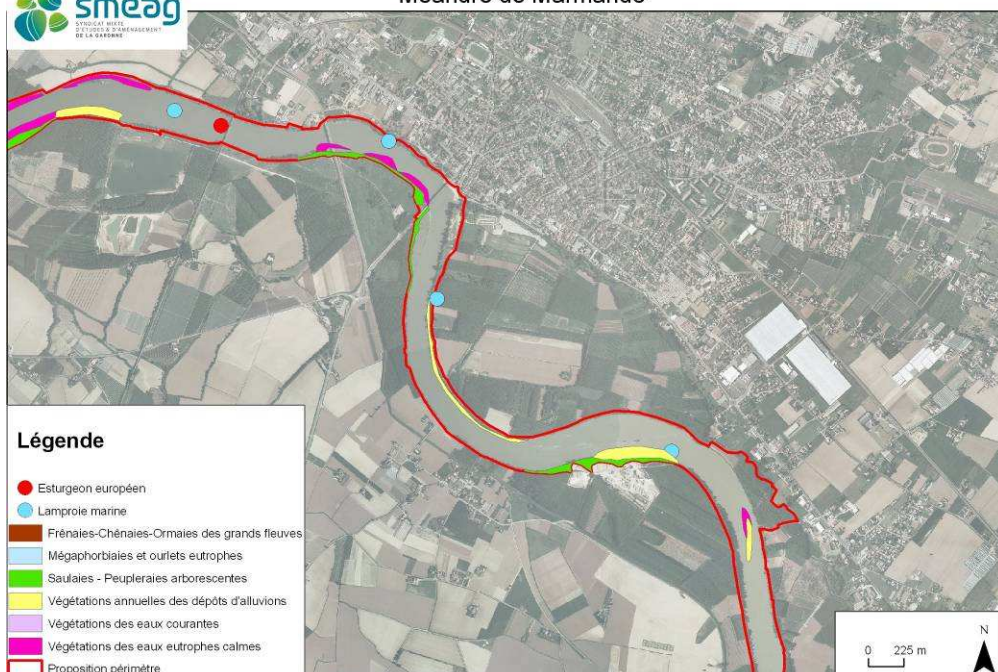 Méandre de Marmande
smeag
SYNDICAT MIXTE
D'ÉTUDES & D'AMÉNAGEMENT
DE LA GARONNE
Légende
Esturgeon européen
Lamproie marine
Frênaies-Chênaies-Ormaies des grands fleuves
Mégaphorbiaies et ourlets eutrophes
Saulaies - Peupleraies arborescentes
Végétations annuelles des dépôts d'alluvions
Végétations des eaux courantes
Végétations des eaux eutrophes calmes
Proposition périmètre
0 225 m
N